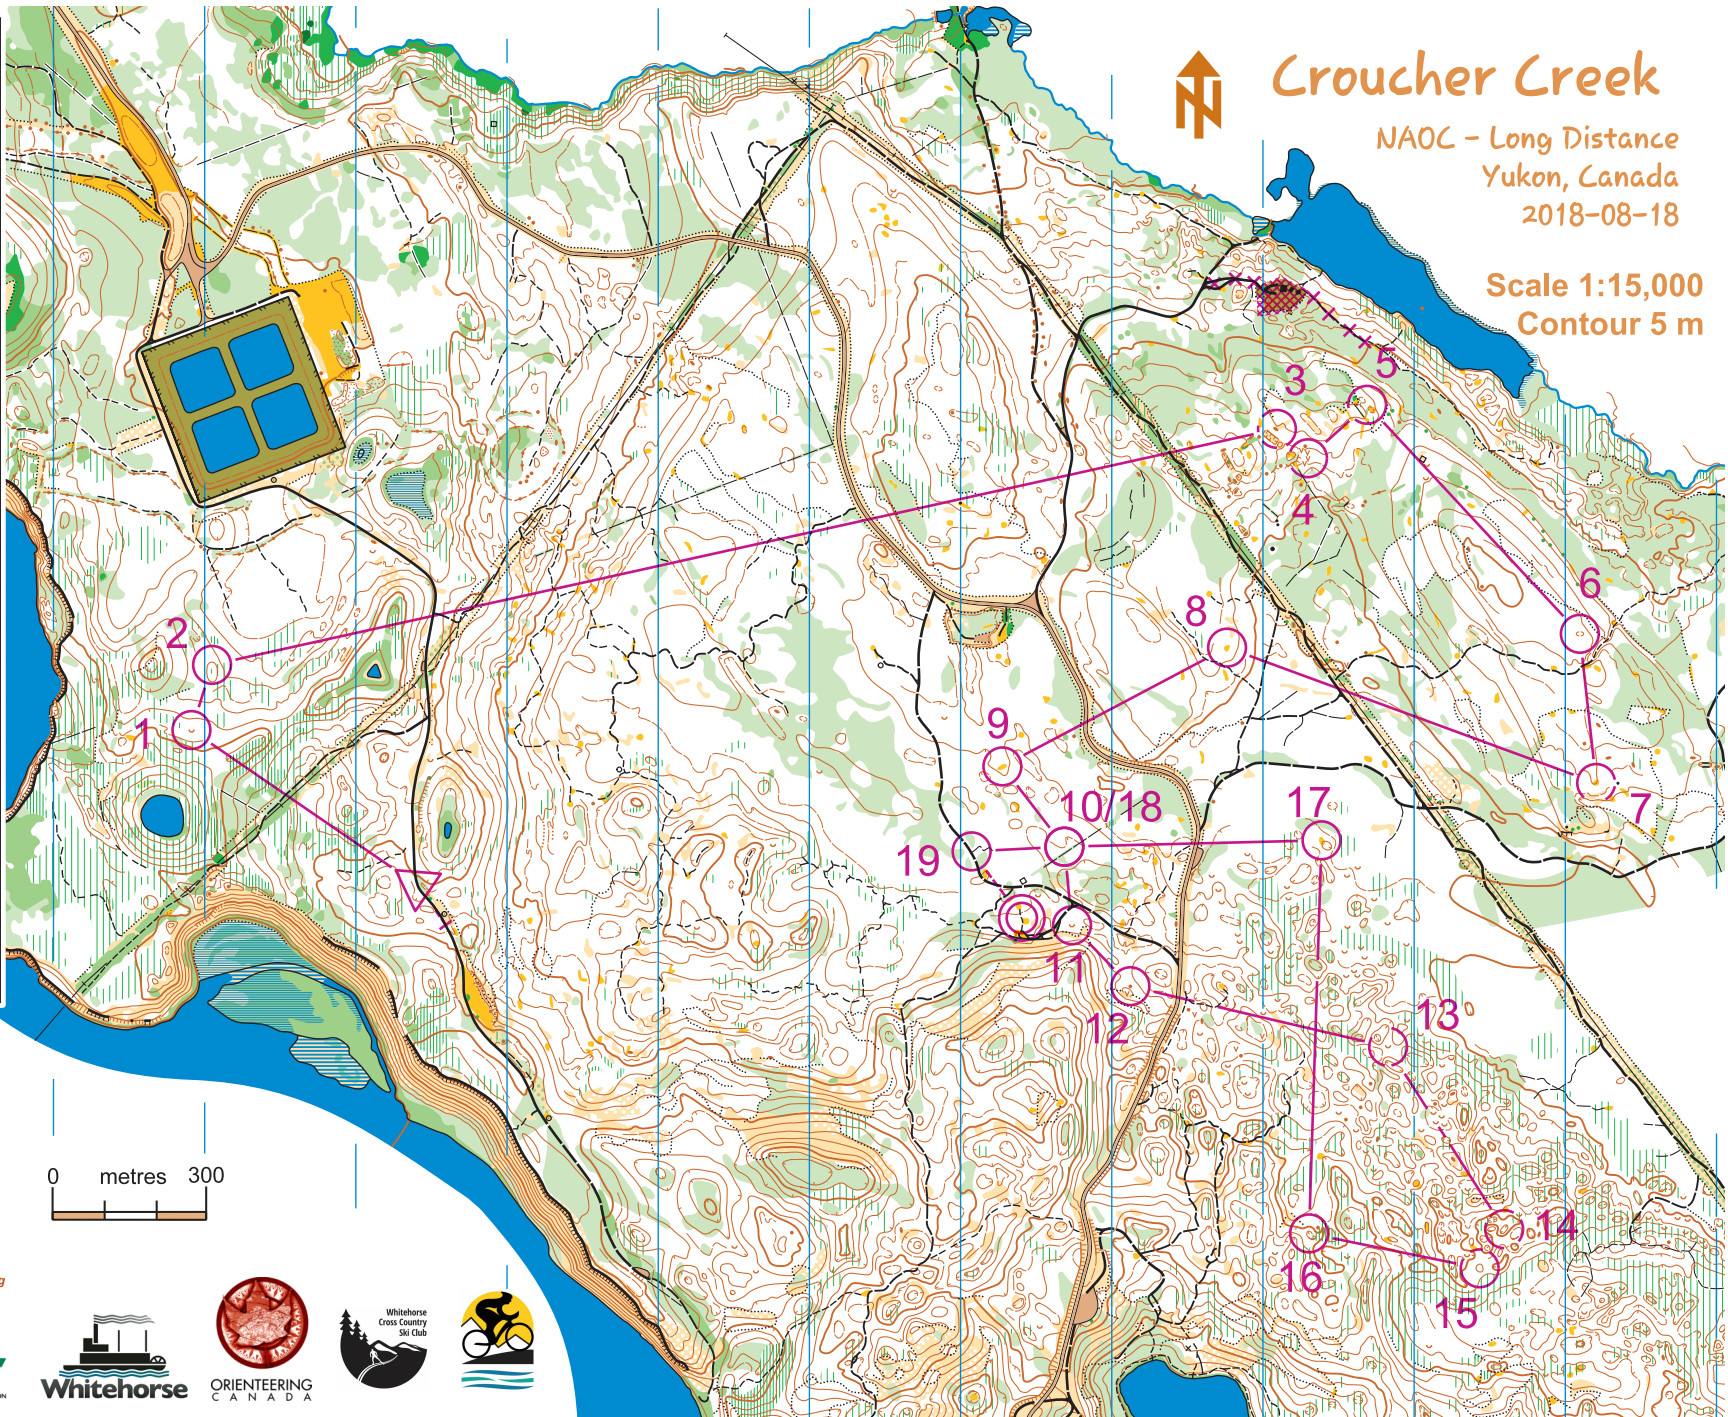 Croucher Creek
NAOC - Long Distance
Yukon, Canada
2018-08-18
Scale 1:15,000
Contour 5 m
3
5
4
6
2
8
1
9
7
10/18
17
19
11
13
12
14
16
15
0 metres 300
Whitehorse
ORIENTEERING
CANADA
Whitehorse
Cross Country
Ski Club